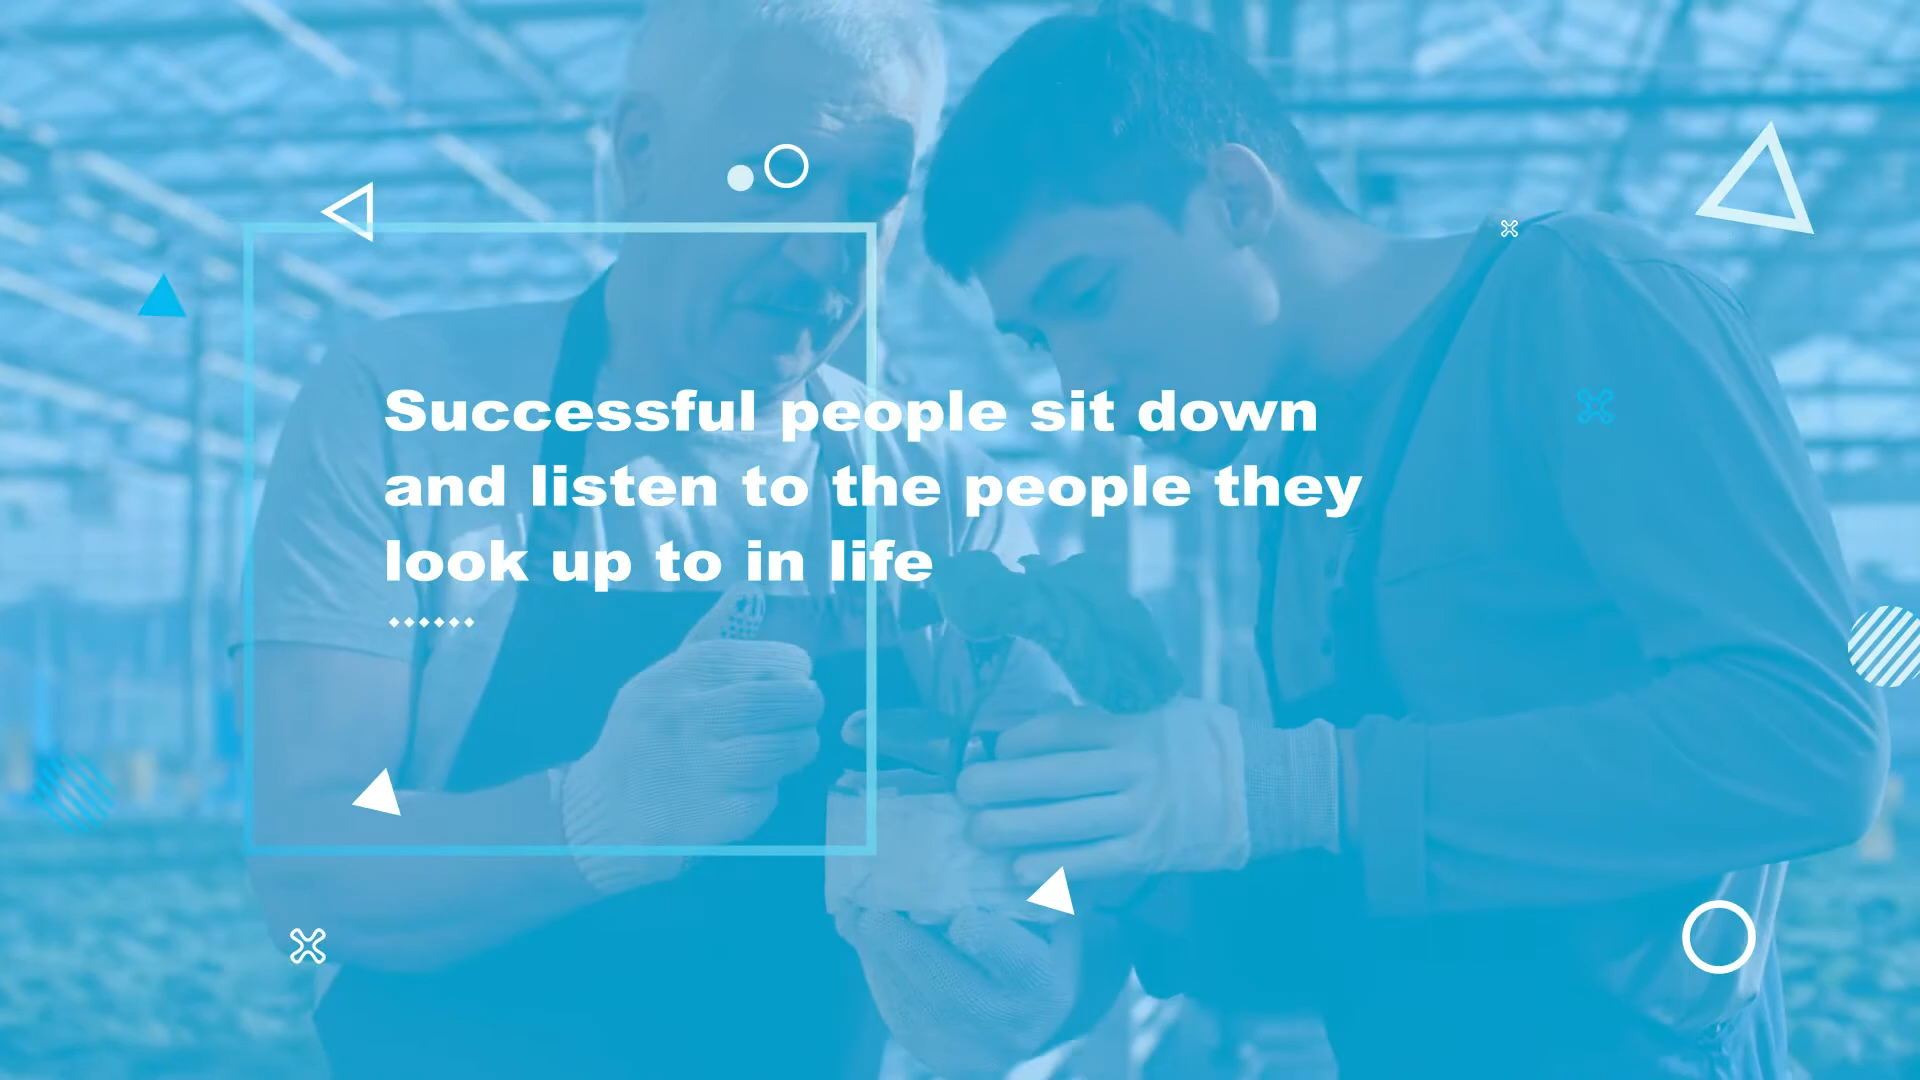 Successful people sit down
and listen to the people they
look up to in life